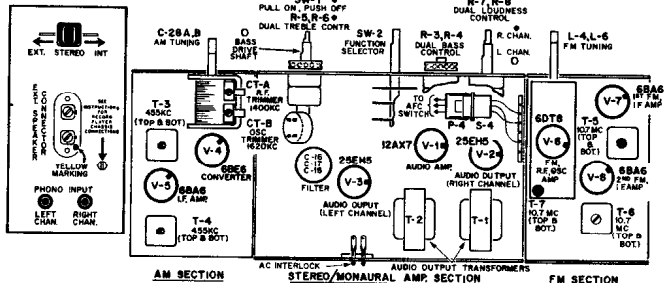 EXT. STEREO INT
EXT. SPEAKER CONNECTOR
SEE INSTRUCTIONS FOR RECORD PLAYER CHASSIS CONNECTIONS
YELLOW MARKING
PHONO INPUT
LEFT CHAN.
RIGHT CHAN.
C-28A,B
AM TUNING
BASS DRIVE SHAFT
SW-1
PULL ON, PUSH OFF
R-5,R-6
DUAL TREBLE CONTR.
SW-2
FUNCTION SELECTOR
R-3,R-4
DUAL BASS CONTROL
R-7, R-8
DUAL LOUDNESS CONTROL
R. CHAN.
L. CHAN.
L-4,L-6
FM TUNING
T-3
455KC
(TOP & BOT.)
CT-A
R.F. TRIMMER
1400KC
CT-B
OSC TRIMMER
1620KC
V-4
6BE6
CONVERTER
V-5
6BA6
I.F. AMP.
T-4
455KC
(TOP & BOT.)
AM SECTION
C-16
C-17
C-18
FILTER
25EH5
V-3
AUDIO OUPUT
(LEFT CHANNEL)
TO AFC SWITCH
P-4 S-4
12AX7
V-1
AUDIO AMP.
25EH5
V-2
AUDIO OUTPUT
(RIGHT CHANNEL)
T-2
T-1
AC INTERLOCK
AUDIO OUTPUT TRANSFORMERS
STEREO/MONAURAL AMP. SECTION
6DT8
V-6
FM, R.F. OSC AMP
V-7
6BA6
1ST FM, I.F. AMP
T-5
10.7 MC
(TOP & BOT.)
V-8
6BA6
2ND FM, I.F. AMP
T-7
10.7 MC
(TOP & BOT.)
T-6
10.7 MC
(TOP & BOT.)
FM SECTION